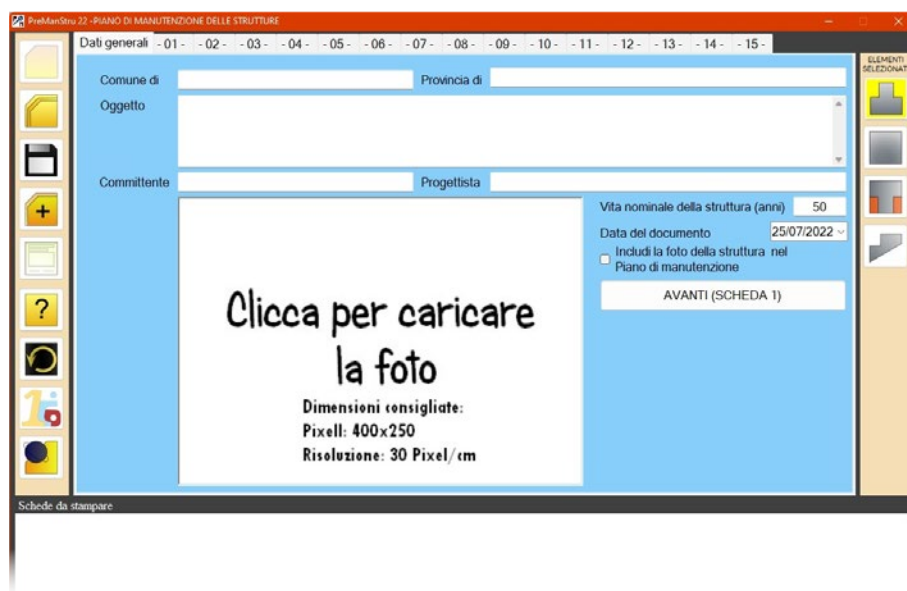 PreManStru 22 -PIANO DI MANUTENZIONE DELLE STRUTTURE
Dati generali - 01 - - 02 - - 03 - - 04 - - 05 - - 06 - - 07 - - 08 - - 09 - - 10 - - 11 - - 12 - - 13 - - 14 - - 15 -
ELEMENTI
SELEZIONAT
Comune di Provincia di
Oggetto
Committente Progettista
Vita nominale della struttura (anni) 50
Data del documento 25/07/2022
Includi la foto della struttura nel
Piano di manutenzione
AVANTI (SCHEDA 1)
Clicca per caricare
la foto
Dimensioni consigliate:
Pixell: 400x250
Risoluzione: 30 Pixel/cm
?
Schede da stampare